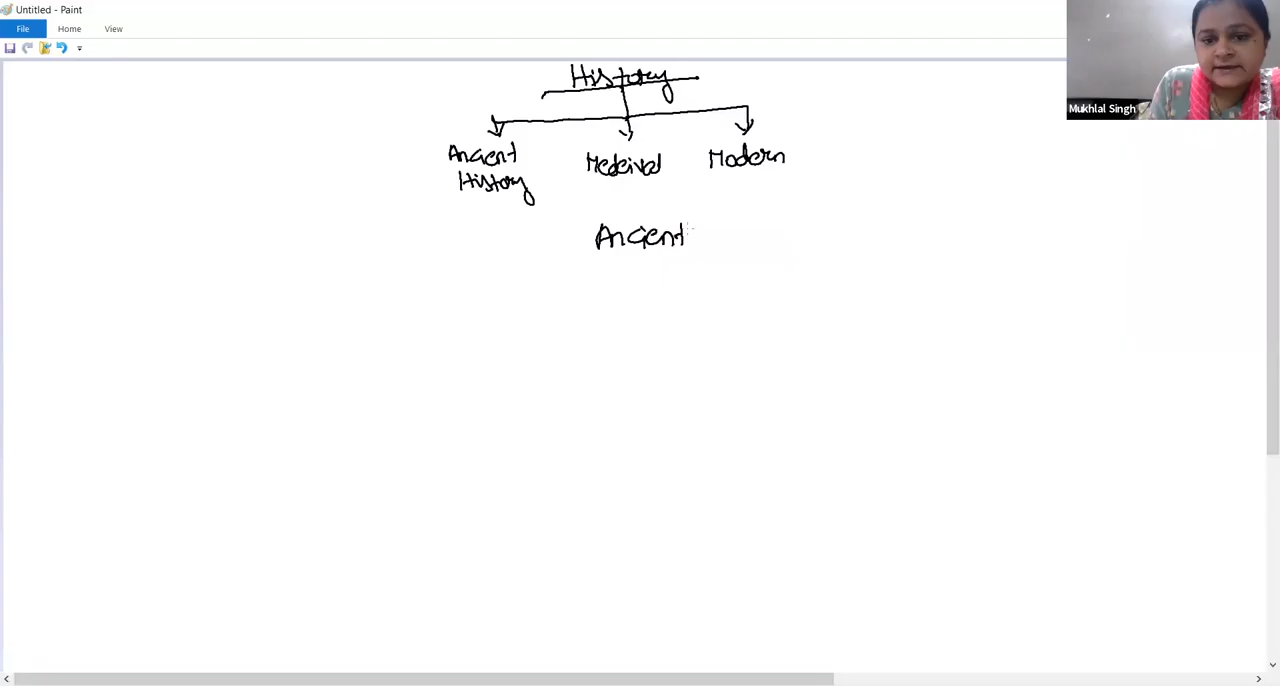 Untitled - Paint
File Home View
Mukhlal Singh
History
Ancient Medeival Modern
History
Ancient